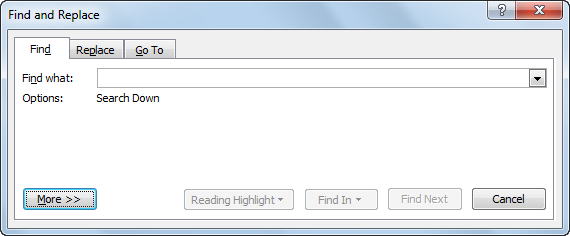 Find and Replace
Find Replace Go To
Find what:
Options: Search Down
More >> Reading Highlight Find In Find Next Cancel